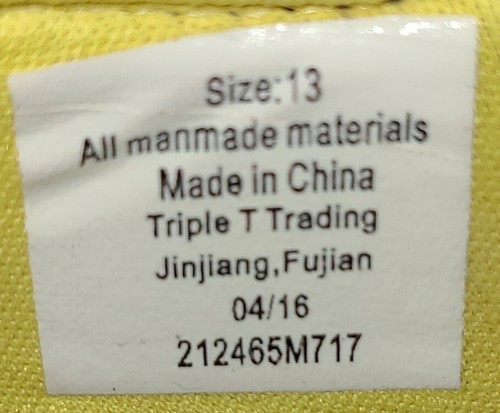 Size:13
All manmade materials
Made in China
Triple T Trading
Jinjiang,Fujian
04/16
212465M717